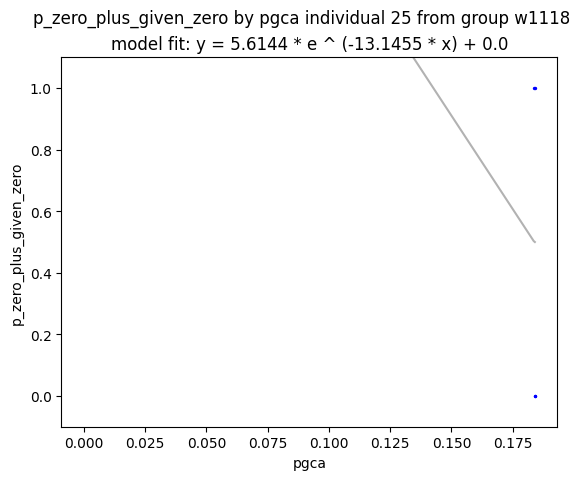 p_zero_plus_given_zero by pgca individual 25 from group w1118
model fit: y = 5.6144 * e ^ (-13.1455 * x) + 0.0
1.0
0.8
0.6
0.4
0.2
0.0
p_zero_plus_given_zero
0.000 0.025 0.050 0.075 0.100 0.125 0.150 0.175
pgca